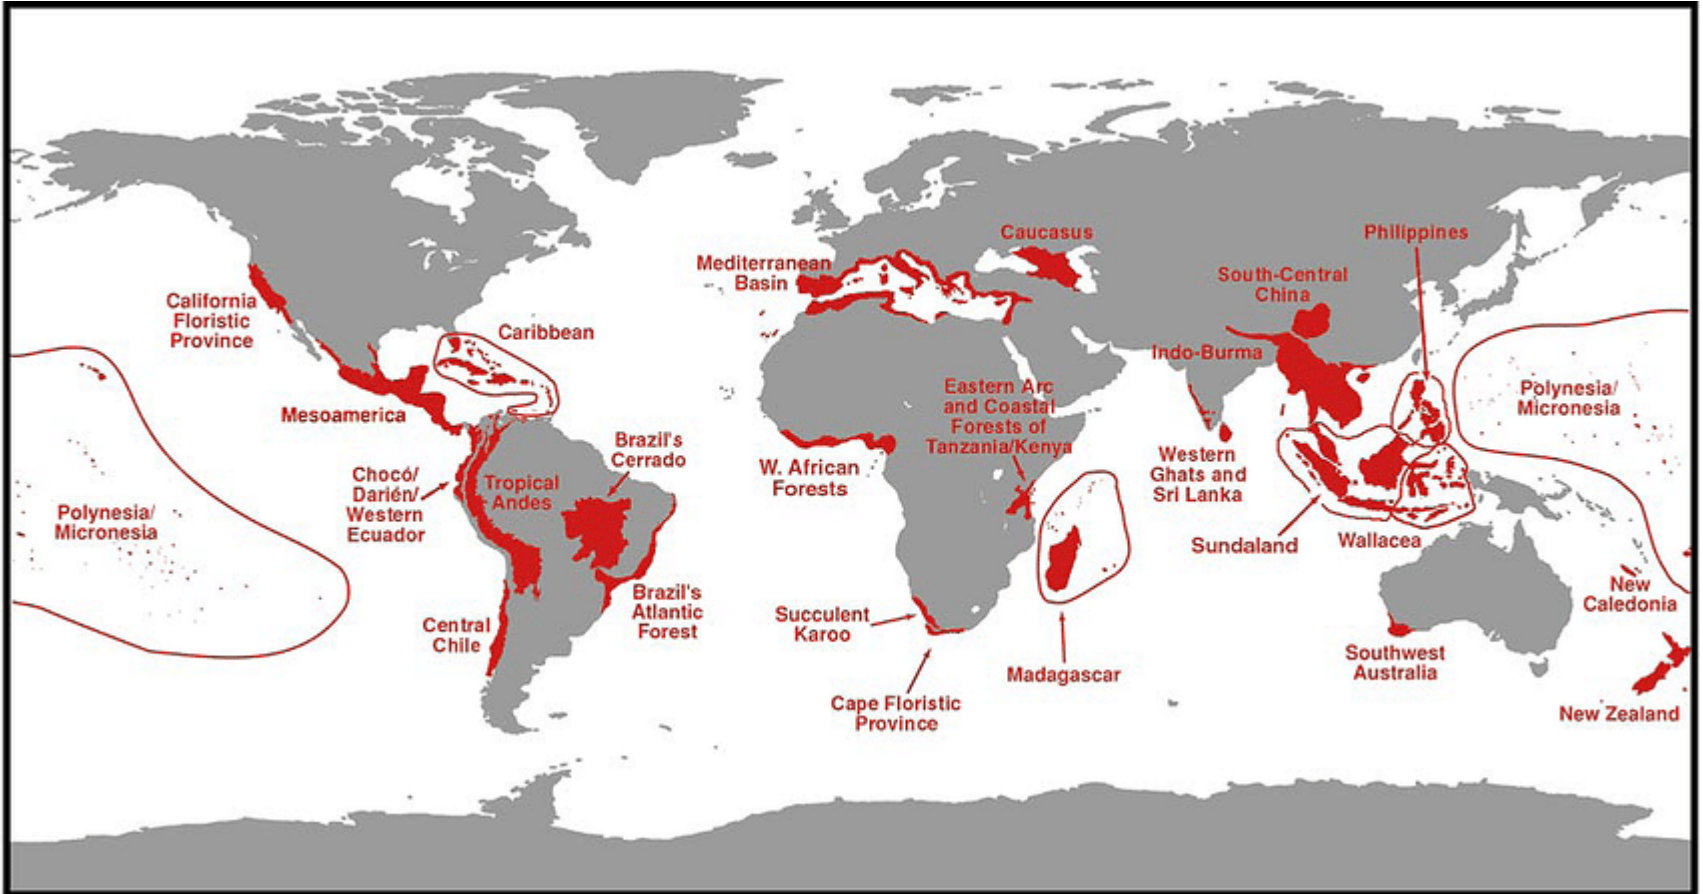 Caucasus
Philippines
Mediterranean
Basin
South-Central
China
California
Floristic
Province
Caribbean
Indo-Burma
Eastern Arc
and Coastal
Forests of
Tanzania/Kenya
Polynesia/
Micronesia
Mesoamerica
Brazil's
Cerrado
W. African
Forests
Western
Ghats and
Sri Lanka
Chocó/
Darién/
Western
Ecuador
Tropical
Andes
Polynesia/
Micronesia
Sundaland
Wallacea
New
Caledonia
Brazil's
Atlantic
Forest
Central
Chile
Succulent
Karoo
Madagascar
Southwest
Australia
Cape Floristic
Province
New Zealand